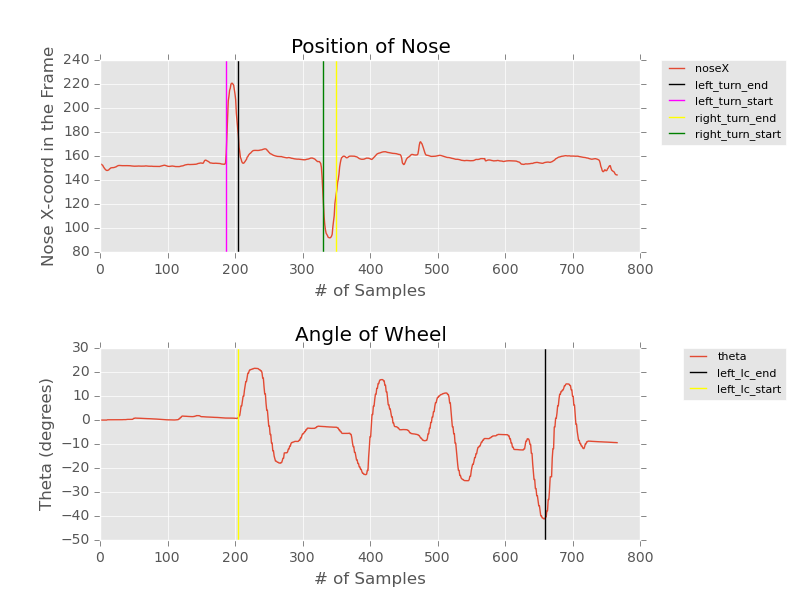 Position of Nose
240
220
200
180
160
140
120
100
80
Nose X-coord in the Frame
0 100 200 300 400 500 600 700 800
# of Samples
noseX
left_turn_end
left_turn_start
right_turn_end
right_turn_start
Angle of Wheel
30
20
10
0
−10
−20
−30
−40
−50
Theta (degrees)
0 100 200 300 400 500 600 700 800
# of Samples
theta
left_lc_end
left_lc_start